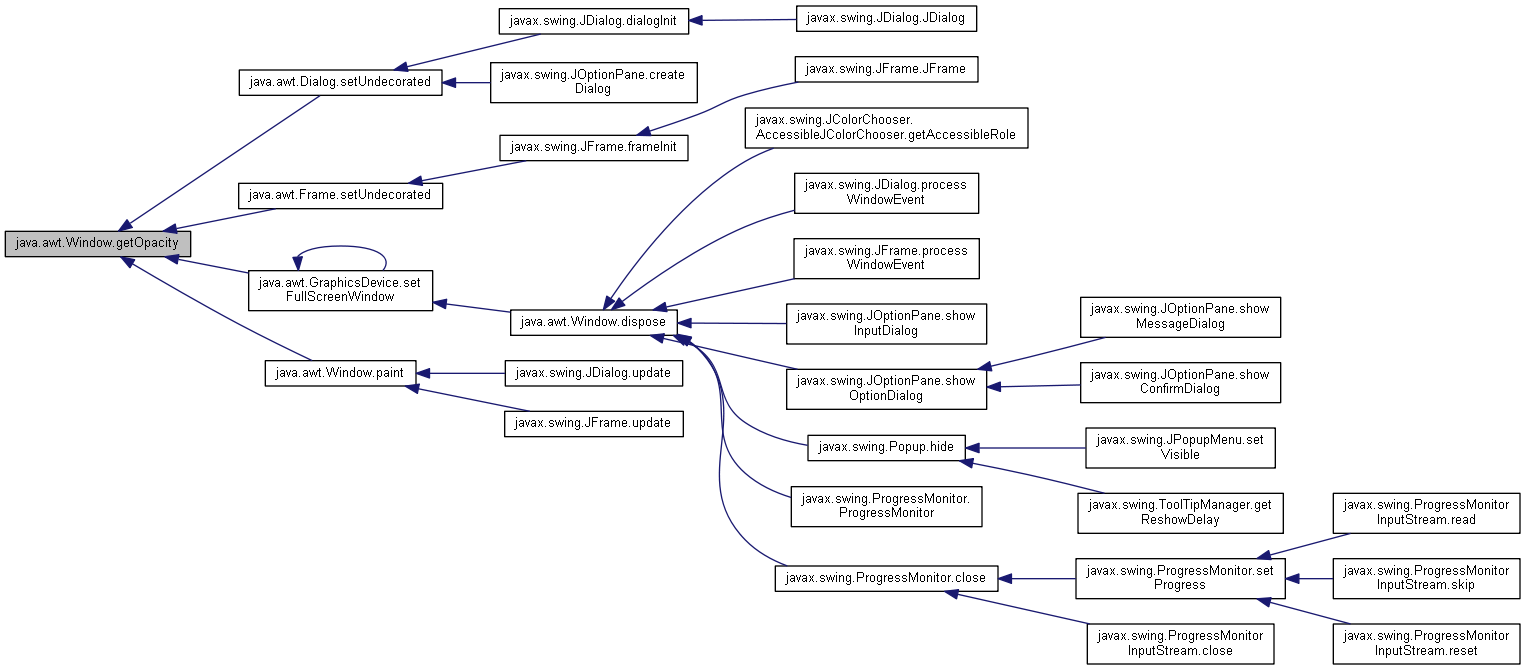 javax.swing.JDialog.dialogInit
javax.swing.JDialog.JDialog
java.awt.Dialog.setUndecorated
javax.swing.JOptionPane.create
Dialog
javax.swing.JFrame.JFrame
javax.swing.JFrame.frameInit
javax.swing.JColorChooser.
AccessibleJColorChooser.getAccessibleRole
java.awt.Frame.setUndecorated
javax.swing.JDialog.process
WindowEvent
java.awt.Window.getOpacity
javax.swing.JFrame.process
WindowEvent
java.awt.GraphicsDevice.set
FullScreenWindow
java.awt.Window.dispose
javax.swing.JOptionPane.show
InputDialog
javax.swing.JOptionPane.show
MessageDialog
java.awt.Window.paint
javax.swing.JDialog.update
javax.swing.JOptionPane.show
OptionDialog
javax.swing.JOptionPane.show
ConfirmDialog
javax.swing.JFrame.update
javax.swing.Popup.hide
javax.swing.JPopupMenu.set
Visible
javax.swing.ProgressMonitor.
ProgressMonitor
javax.swing.ToolTipManager.get
ReshowDelay
javax.swing.ProgressMonitor
InputStream.read
javax.swing.ProgressMonitor.close
javax.swing.ProgressMonitor.set
Progress
javax.swing.ProgressMonitor
InputStream.skip
javax.swing.ProgressMonitor
InputStream.close
javax.swing.ProgressMonitor
InputStream.reset